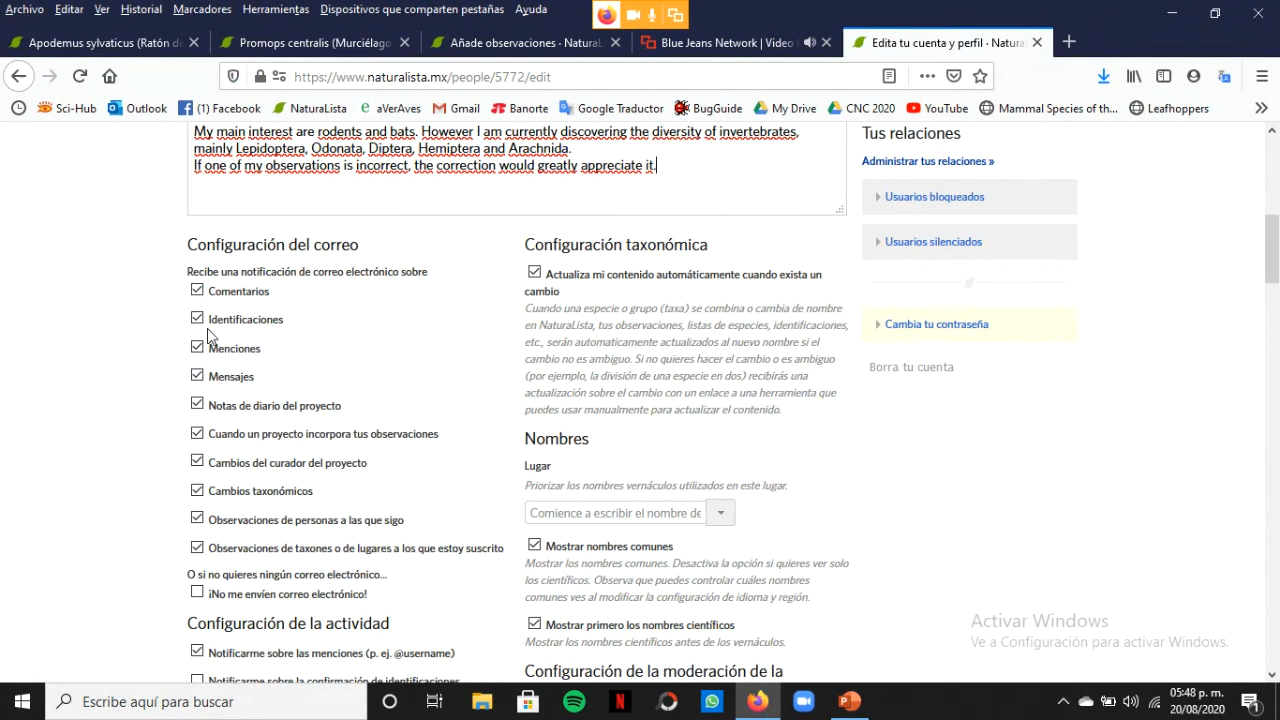 Archivo Editar Ver Historial Marcadores Herramientas Dispositivos que comparten pestañas Ayuda
Apodemus sylvaticus (Ratón de
Promops centralis (Murciélago
Añade observaciones · Natural
Blue Jeans Network | Video
Edita tu cuenta y perfil · Natura
https://www.naturalista.mx/people/5772/edit
Sci-Hub Outlook (1) Facebook NaturaLista aVerAves Gmail Banorte Google Traductor BugGuide My Drive CNC 2020 YouTube Mammal Species of th... Leafhoppers
My main interest are rodents and bats. However I am currently discovering the diversity of invertebrates,
mainly Lepidoptera, Odonata, Diptera, Hemiptera and Arachnida.
If one of my observations is incorrect, the correction would greatly appreciate it.
Configuración del correo
Recibe una notificación de correo electrónico sobre
Comentarios
Identificaciones
Menciones
Mensajes
Notas de diario del proyecto
Cuando un proyecto incorpora tus observaciones
Cambios del curador del proyecto
Cambios taxonómicos
Observaciones de personas a las que sigo
Observaciones de taxones o de lugares a los que estoy suscrito
O si no quieres ningún correo electrónico...
¡No me envíen correo electrónico!
Configuración de la actividad
Notificarme sobre las menciones (p. ej. @username)
Notificarme sobre la confirmación de identificaciones
Configuración taxonómica
Actualiza mi contenido automáticamente cuando exista un
cambio
Cuando una especie o grupo (taxa) se combina o cambia de nombre
en NaturaLista, tus observaciones, listas de especies, identificaciones,
etc., serán automaticamente actualizados al nuevo nombre si el
cambio no es ambiguo. Si no quieres hacer el cambio o es ambiguo
(por ejemplo, la división de una especie en dos) recibirás una
actualización sobre el cambio con un enlace a una herramienta que
puedes usar manualmente para actualizar el contenido.
Nombres
Lugar
Priorizar los nombres vernáculos utilizados en este lugar.
Comience a escribir el nombre de
Mostrar nombres comunes
Mostrar los nombres comunes. Desactiva la opción si quieres ver solo
los científicos. Observa que puedes controlar cuáles nombres
comunes ves al modificar la configuración de idioma y región.
Mostrar primero los nombres científicos
Mostrar los nombres científicos antes de los vernáculos.
Configuración de la moderación de la
Tus relaciones
Administrar tus relaciones »
Usuarios bloqueados
Usuarios silenciados
Cambia tu contraseña
Borra tu cuenta
Activar Windows
Ve a Configuración para activar Windows.
Escribe aquí para buscar
05:48 p. m.
20/08/2020
1